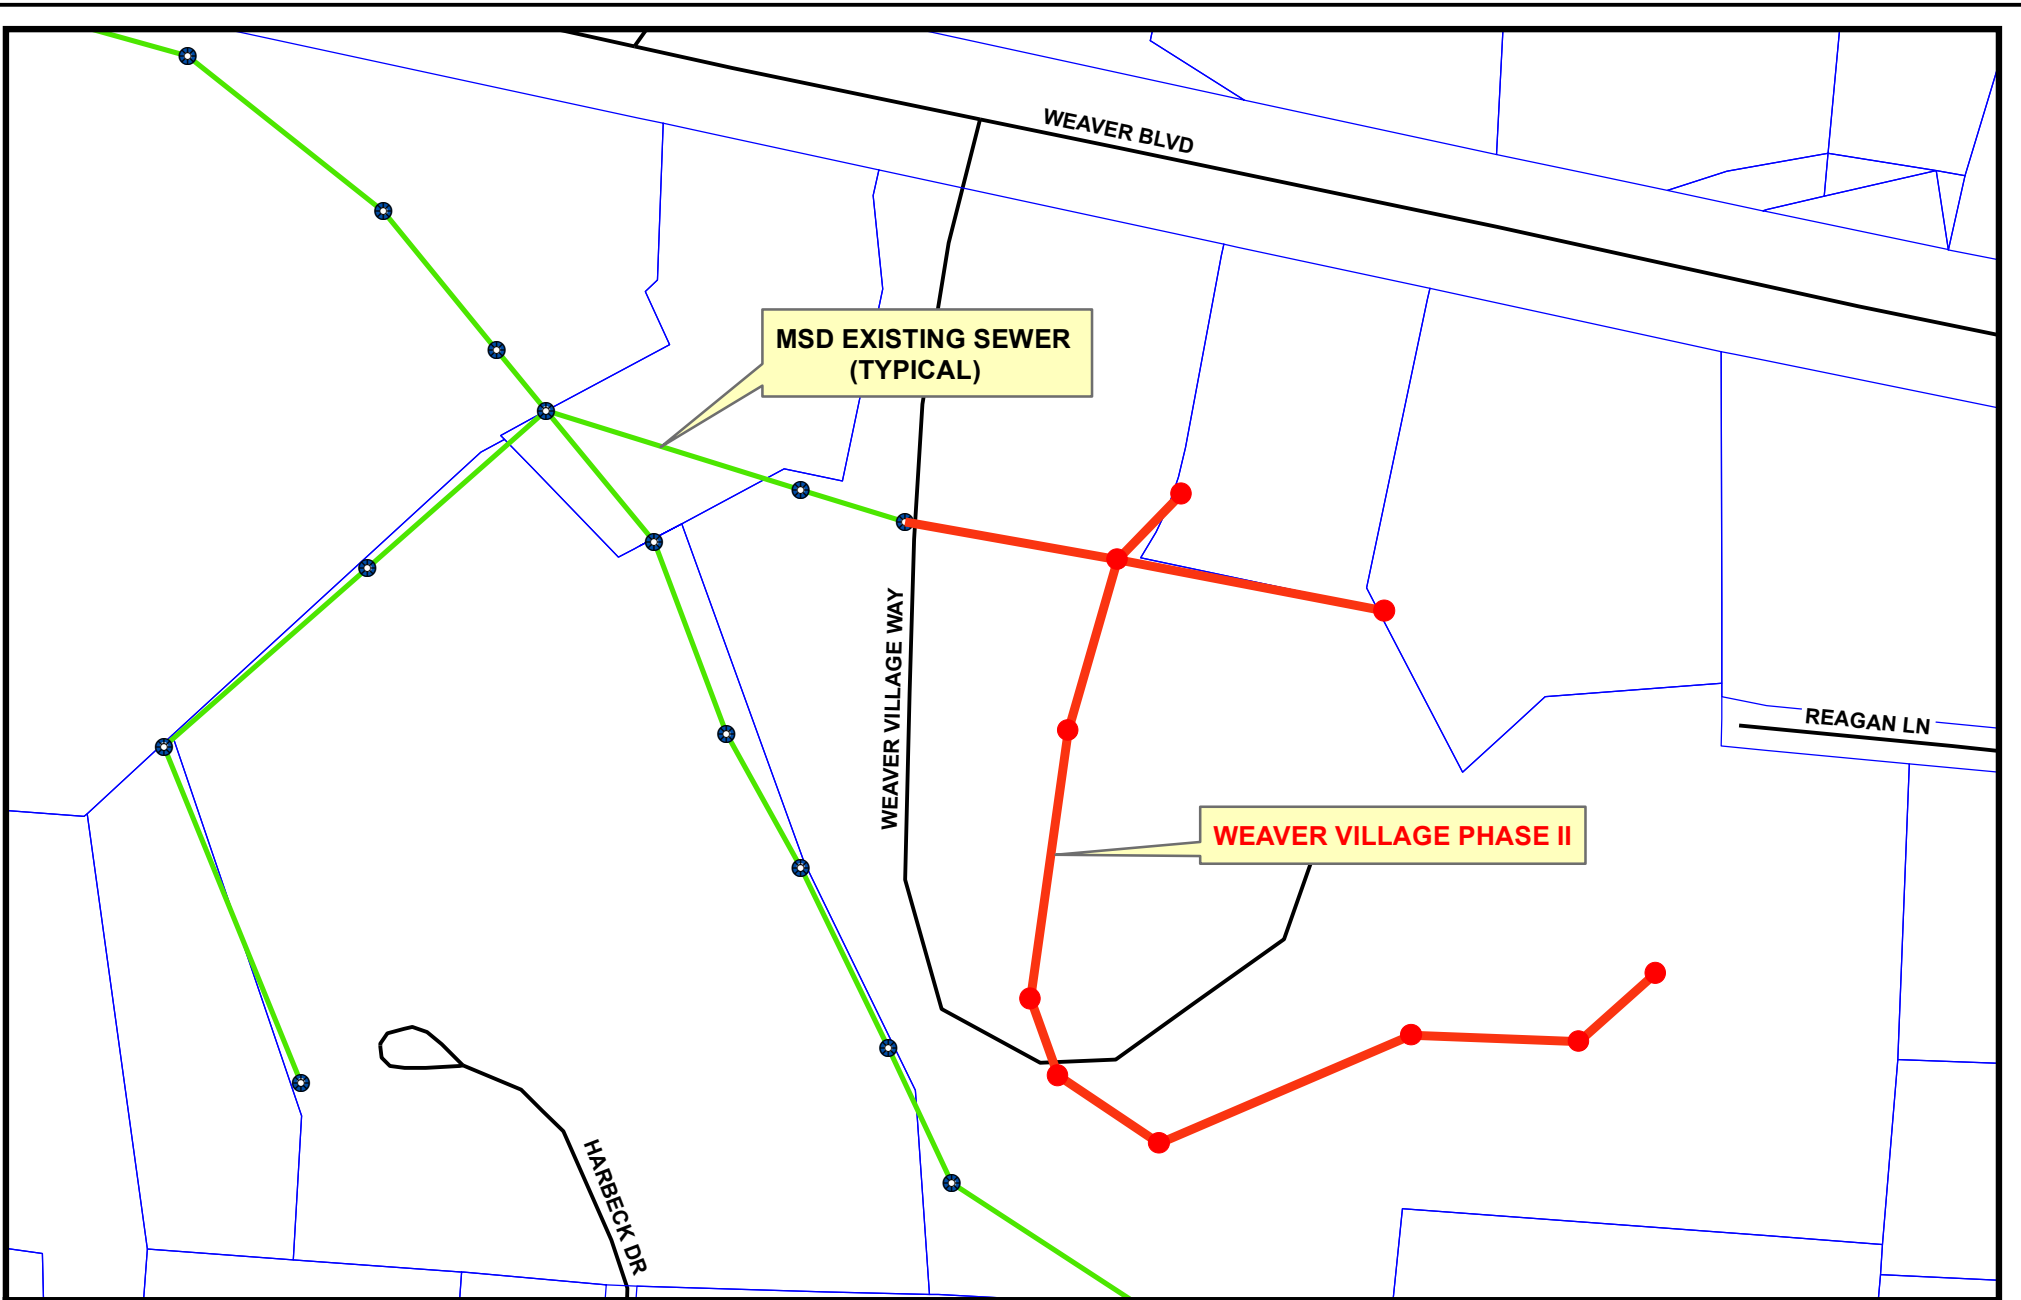 WEAVER BLVD
MSD EXISTING SEWER
(TYPICAL)
WEAVER VILLAGE WAY
REAGAN LN
WEAVER VILLAGE PHASE II
HARBECK DR